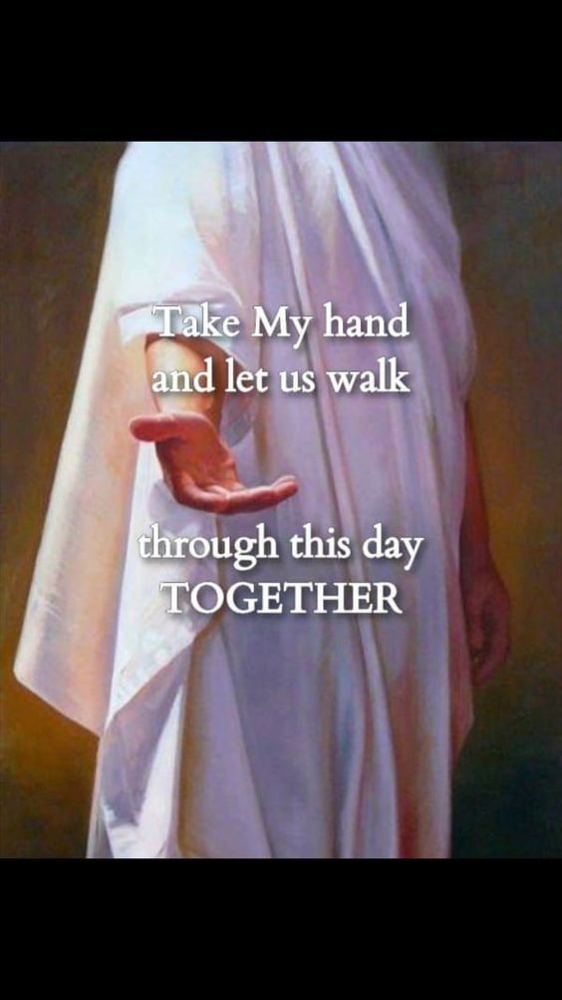 Take My hand
and let us walk
through this day
TOGETHER